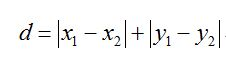 d = |x₁ − x₂| + |y₁ − y₂|